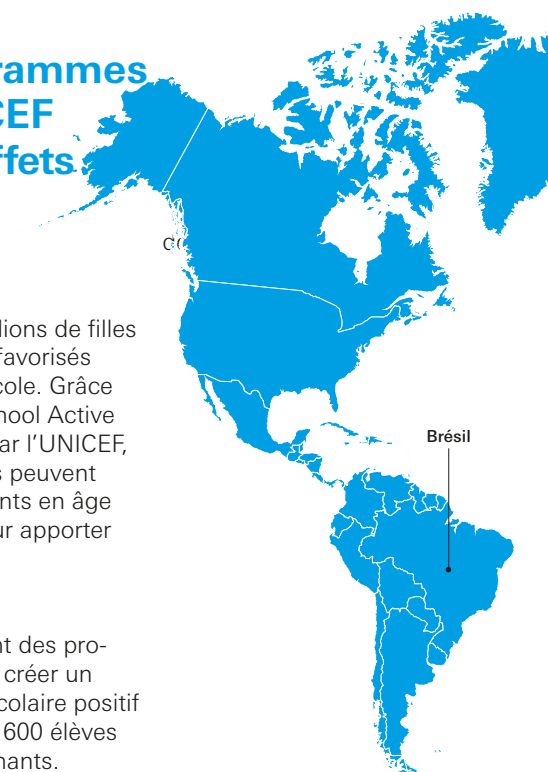 rammes
CEF
ffets
lions de filles
favorisés
cole. Grâce
hool Active
ar l'UNICEF,
s peuvent
nts en âge
ur apporter
nt des pro-
créer un
colaire positif
600 élèves
nants.
Brésil